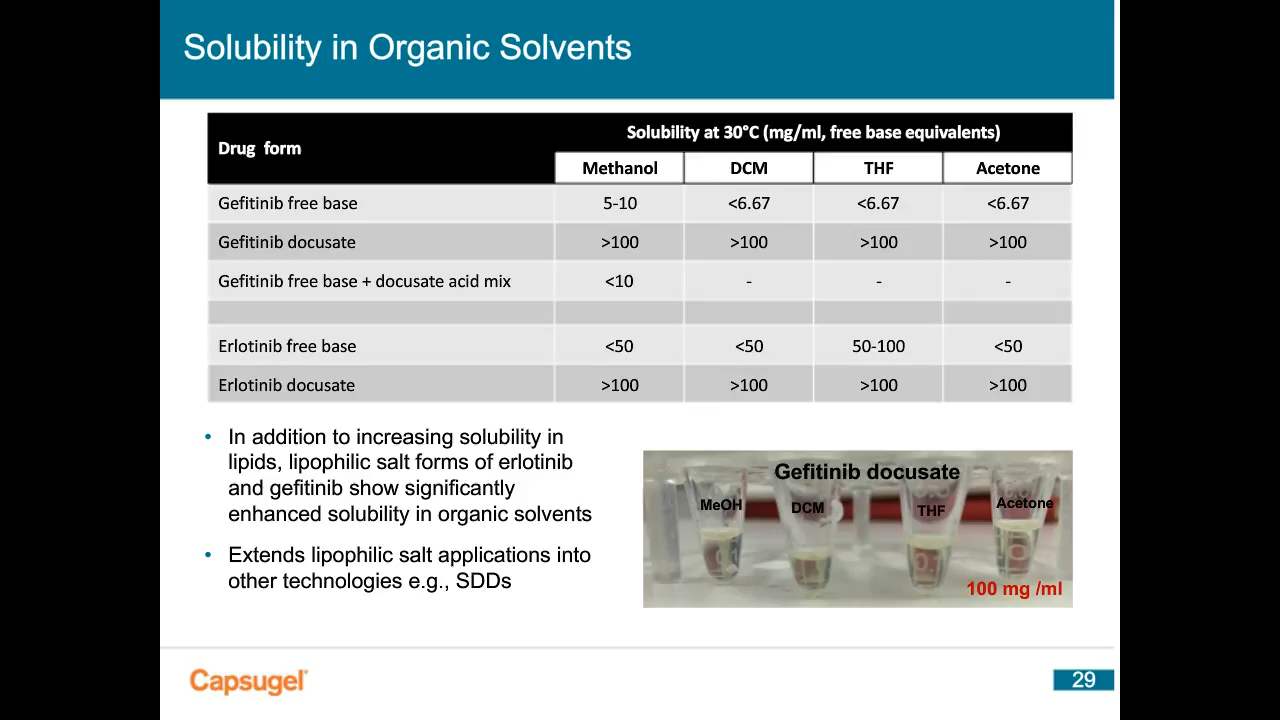 Solubility in Organic Solvents
Drug form
Solubility at 30°C (mg/ml, free base equivalents)
Methanol DCM THF Acetone
Gefitinib free base 5-10 <6.67 <6.67 <6.67
Gefitinib docusate >100 >100 >100 >100
Gefitinib free base + docusate acid mix <10 - - -
Erlotinib free base <50 <50 50-100 <50
Erlotinib docusate >100 >100 >100 >100
• In addition to increasing solubility in
lipids, lipophilic salt forms of erlotinib
and gefitinib show significantly
enhanced solubility in organic solvents
• Extends lipophilic salt applications into
other technologies e.g., SDDs
Gefitinib docusate
MeOH DCM THF Acetone
100 mg /ml
Capsugel
29